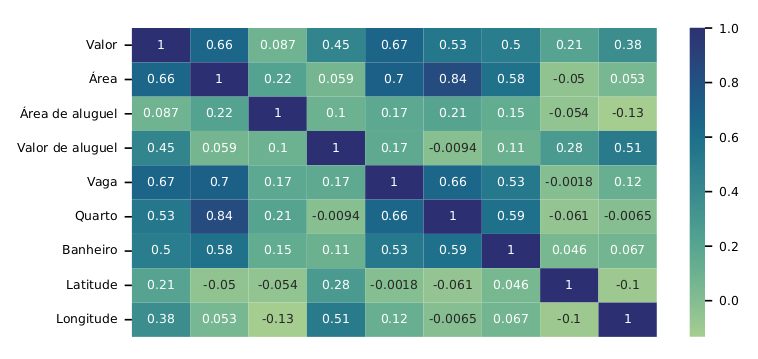 Valor 1 0.66 0.087 0.45 0.67 0.53 0.5 0.21 0.38
Área 0.66 1 0.22 0.059 0.7 0.84 0.58 -0.05 0.053
Área de aluguel 0.087 0.22 1 0.1 0.17 0.21 0.15 -0.054 -0.13
Valor de aluguel 0.45 0.059 0.1 1 0.17 -0.0094 0.11 0.28 0.51
Vaga 0.67 0.7 0.17 0.17 1 0.66 0.53 -0.0018 0.12
Quarto 0.53 0.84 0.21 -0.0094 0.66 1 0.59 -0.061 -0.0065
Banheiro 0.5 0.58 0.15 0.11 0.53 0.59 1 0.046 0.067
Latitude 0.21 -0.05 -0.054 0.28 -0.0018 -0.061 0.046 1 -0.1
Longitude 0.38 0.053 -0.13 0.51 0.12 -0.0065 0.067 -0.1 1
1.0
0.8
0.6
0.4
0.2
0.0